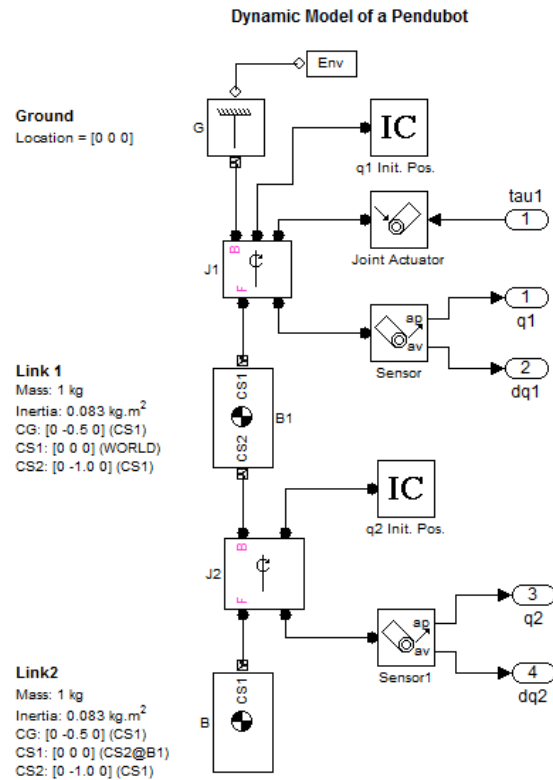 Dynamic Model of a Pendubot
Env
Ground
Location = [0 0 0]
G
IC
q1 Init. Pos.
tau1
1
Joint Actuator
B
J1
F
ap
av
Sensor
1
q1
2
dq1
Link 1
Mass: 1 kg
Inertia: 0.083 kg.m²
CG: [0 -0.5 0] (CS1)
CS1: [0 0 0] (WORLD)
CS2: [0 -1.0 0] (CS1)
CS1
CS2
B1
IC
q2 Init. Pos.
B
J2
F
ap
av
Sensor1
3
q2
4
dq2
Link2
Mass: 1 kg
Inertia: 0.083 kg.m²
CG: [0 -0.5 0] (CS1)
CS1: [0 0 0] (CS2@B1)
CS2: [0 -1.0 0] (CS1)
CS1
B